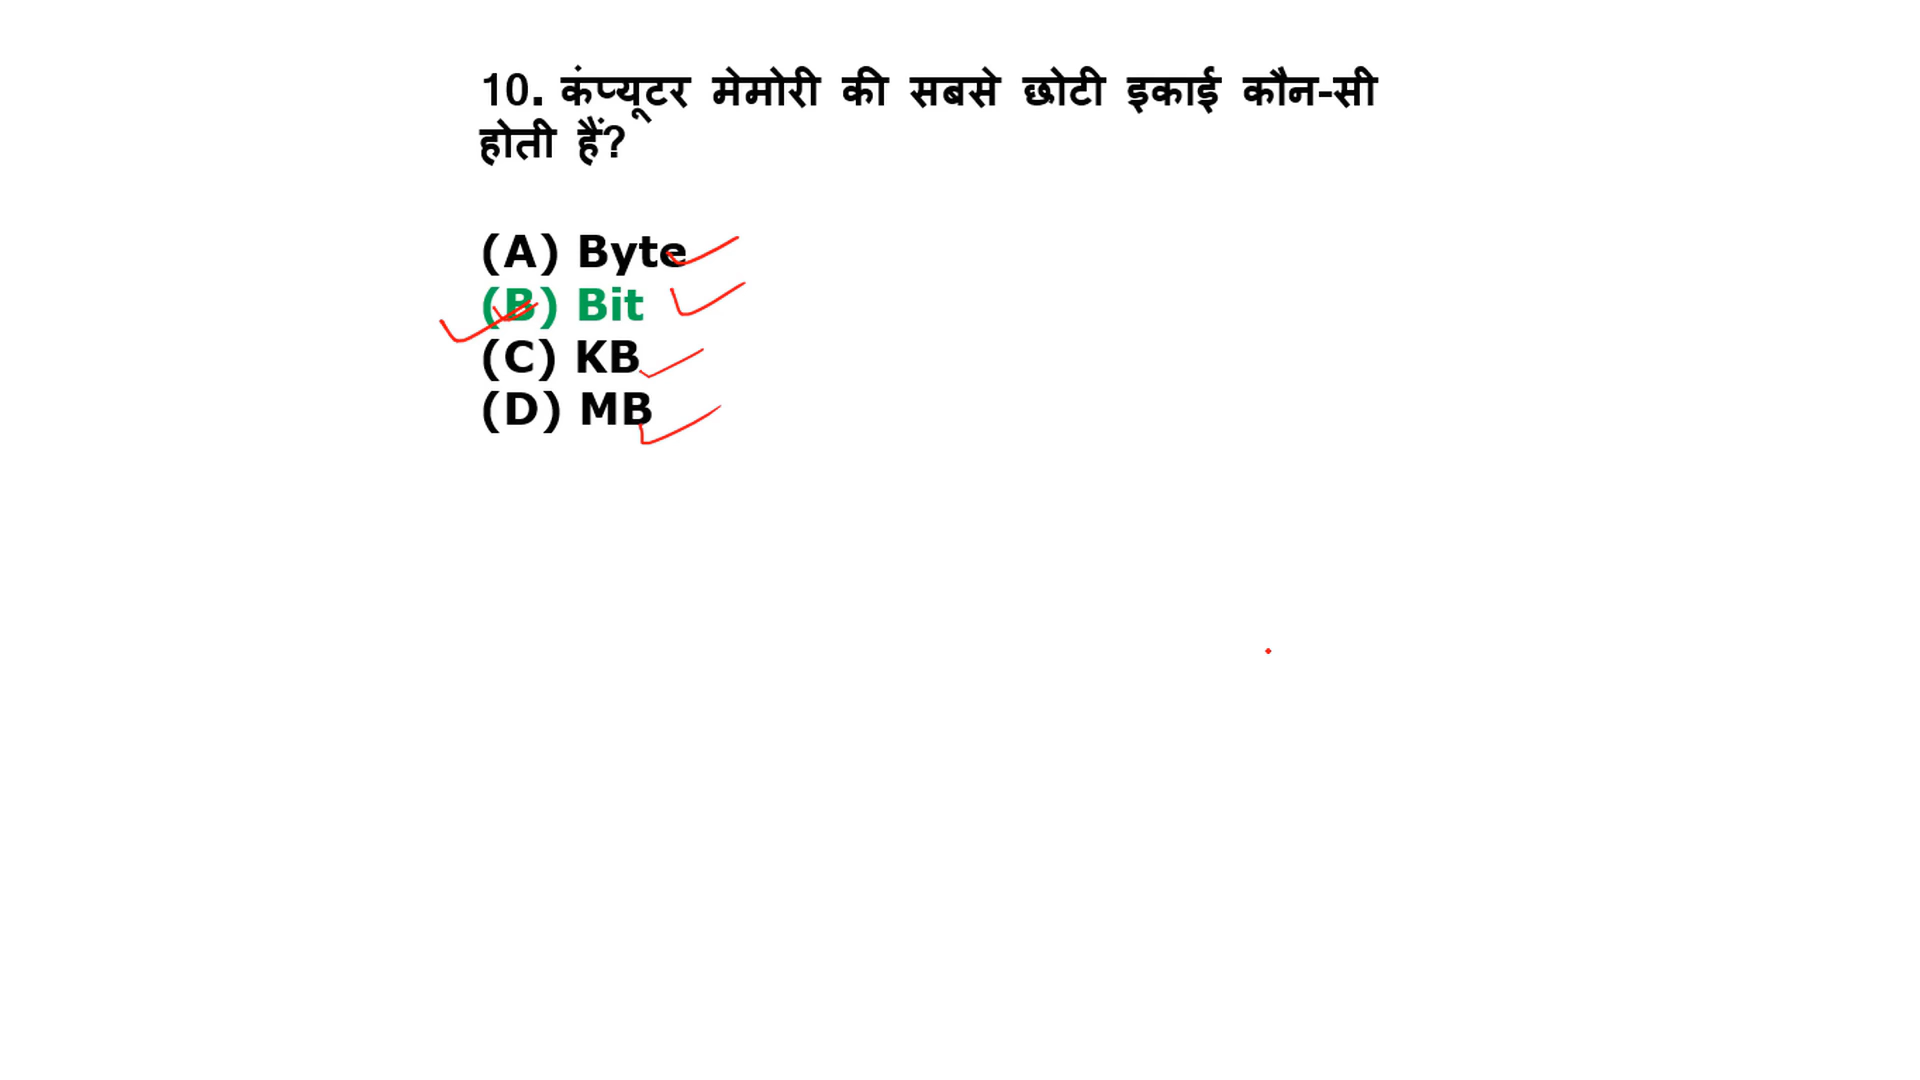 10. कंप्यूटर मेमोरी की सबसे छोटी इकाई कौन-सी
होती हैं?
(A) Byte
(B) Bit
(C) KB
(D) MB